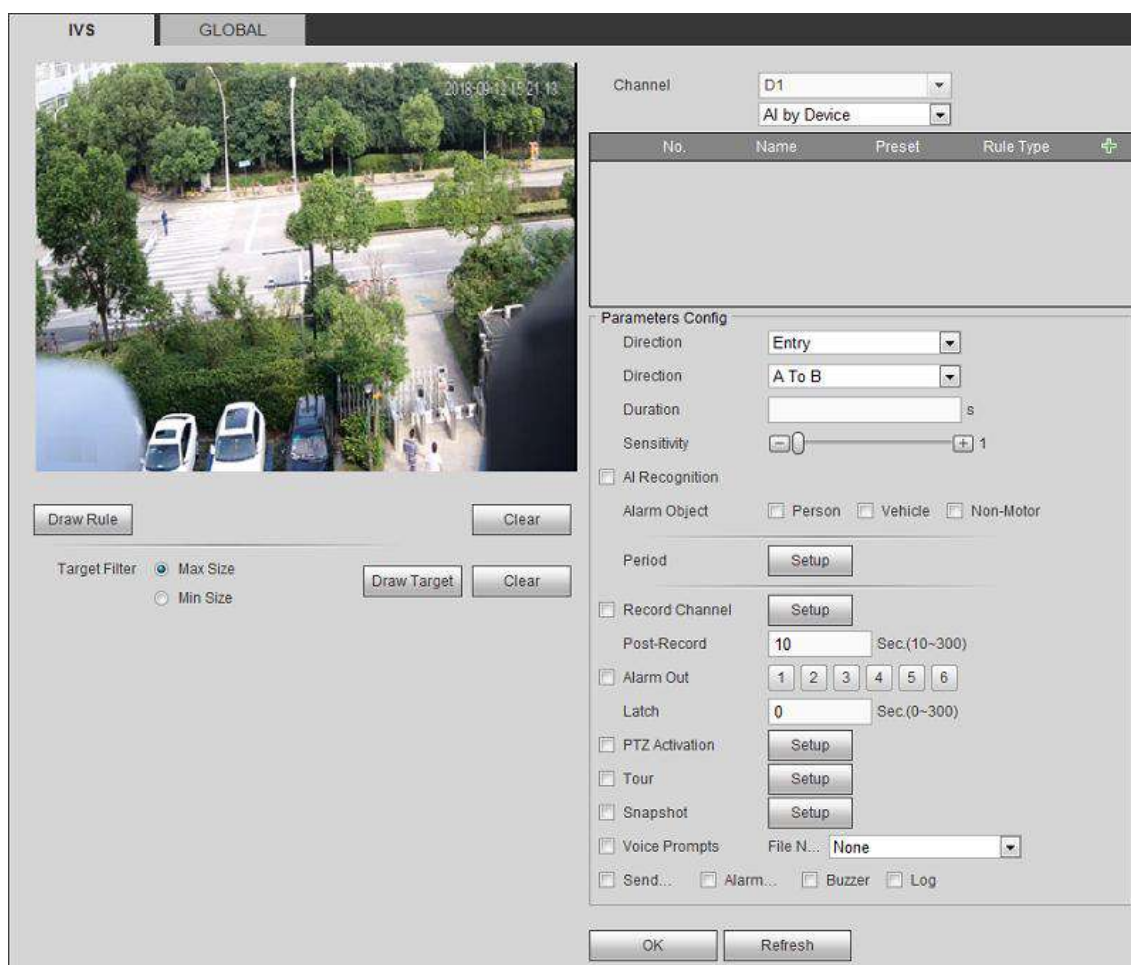 IVS GLOBAL
2018-09-12 15:21:13
Channel D1
AI by Device
No. Name Preset Rule Type
Parameters Config
Direction Entry
Direction A To B
Duration s
Sensitivity 1
AI Recognition
Alarm Object Person Vehicle Non-Motor
Period Setup
Record Channel Setup
Post-Record 10 Sec.(10~300)
Alarm Out 1 2 3 4 5 6
Latch 0 Sec.(0~300)
PTZ Activation Setup
Tour Setup
Snapshot Setup
Voice Prompts File N... None
Send... Alarm... Buzzer Log
OK Refresh
Draw Rule Clear
Target Filter Max Size Draw Target Clear
Min Size